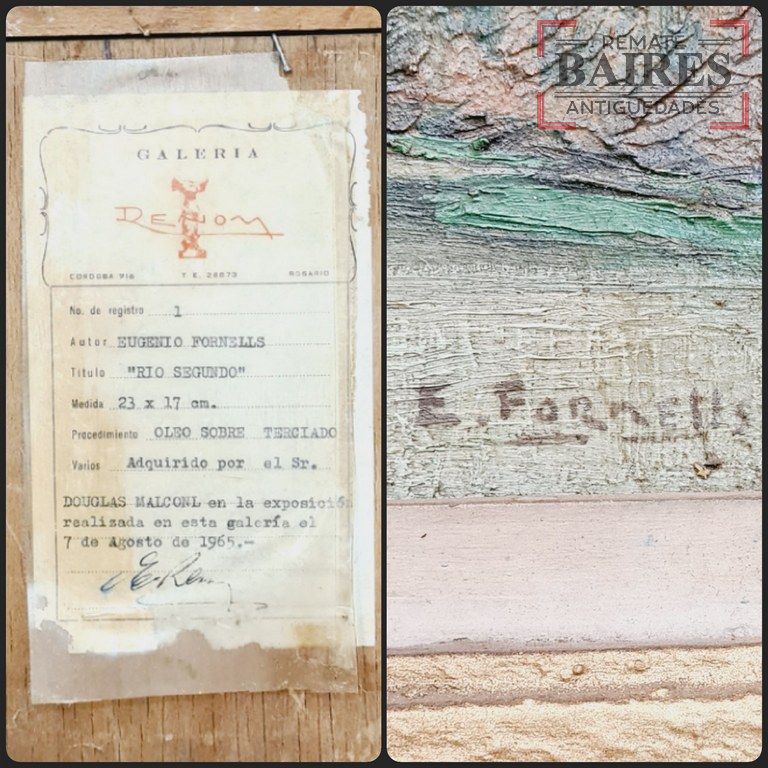 GALERIA
RENOM
CORDOBA 918 T E. 28873 ROSARIO
No. de registro 1
Autor EUGENIO FORNELLS
Título "RIO SEGUNDO"
Medida 23 x 17 cm.
Procedimiento OLEO SOBRE TERCIADO
Varios Adquirido por el Sr.
DOUGLAS MALCONL en la exposición
realizada en esta galería el
7 de Agosto de 1965.-
REMATE
BAIRES
ANTIGUEDADES
E. FORNELLS